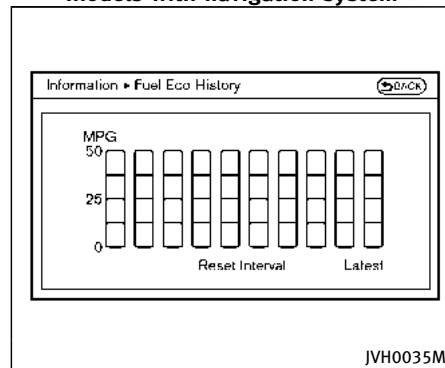 Models with navigation system
Information ▸ Fuel Eco History
BACK
MPG
50
25
0
Reset Interval Latest
JVH0035M